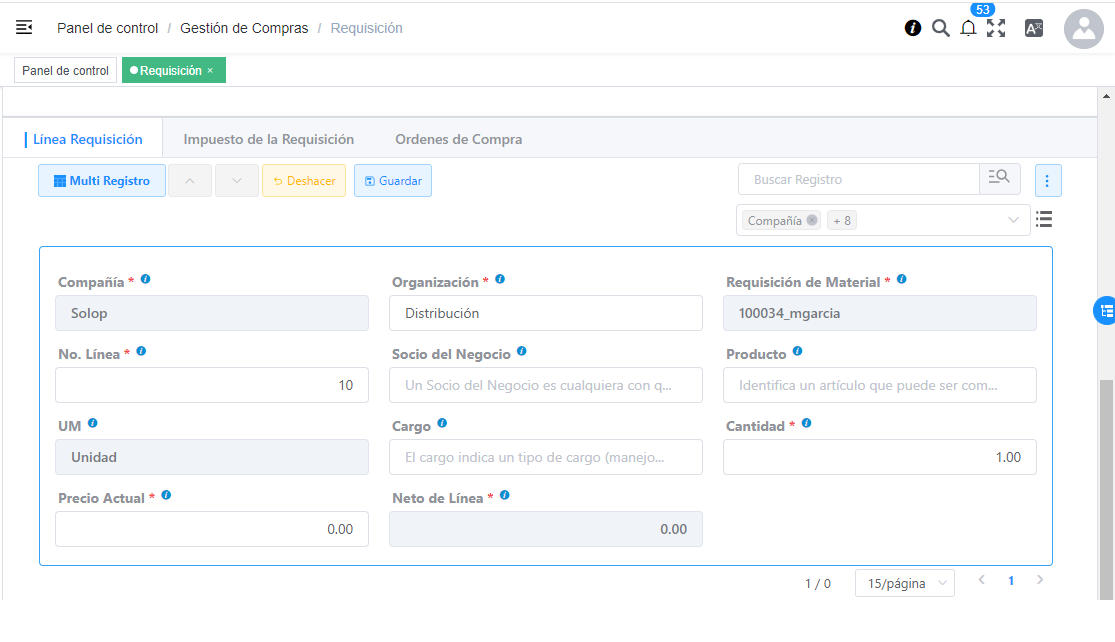 Panel de control / Gestión de Compras / Requisición
53
Panel de control
Requisición ×
Línea Requisición Impuesto de la Requisición Ordenes de Compra
Multi Registro Deshacer Guardar Buscar Registro
Compañía + 8
Compañía * Organización * Requisición de Material *
Solop Distribución 100034_mgarcia
No. Línea * Socio del Negocio Producto
10 Un Socio del Negocio es cualquiera con q... Identifica un artículo que puede ser com...
UM Cargo Cantidad *
Unidad El cargo indica un tipo de cargo (manejo... 1.00
Precio Actual * Neto de Línea *
0.00 0.00
1 / 0 15/página < 1 >